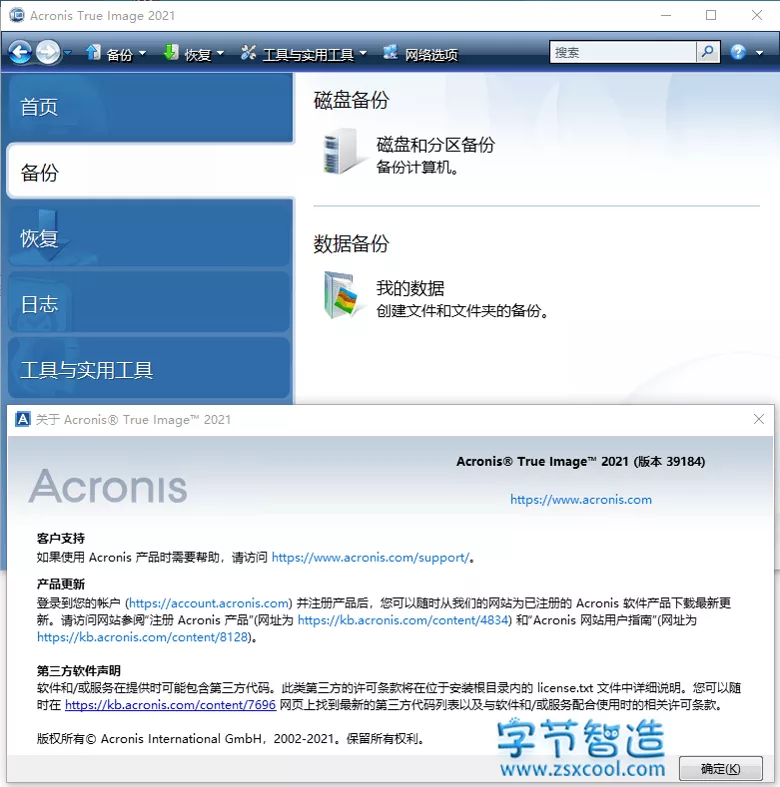 Acronis True Image 2021
备份 恢复 工具与实用工具 网络选项 搜索
首页
备份
恢复
日志
工具与实用工具
磁盘备份
磁盘和分区备份
备份计算机。
数据备份
我的数据
创建文件和文件夹的备份。
关于 Acronis® True Image™ 2021
Acronis
Acronis® True Image™ 2021 (版本 39184)
https://www.acronis.com
客户支持
如果使用 Acronis 产品时需要帮助，请访问 https://www.acronis.com/support/。
产品更新
登录到您的帐户 (https://account.acronis.com) 并注册产品后，您可以随时从我们的网站为已注册的 Acronis 软件产品下载最新更
新。请访问网站参阅“注册 Acronis 产品”(网址为 https://kb.acronis.com/content/4834) 和“Acronis 网站用户指南”(网址为
https://kb.acronis.com/content/8128)。
第三方软件声明
软件和/或服务在提供时可能包含第三方代码。此类第三方的许可条款将在位于安装根目录内的 license.txt 文件中详细说明。您可以随
时在 https://kb.acronis.com/content/7696 网页上找到最新的第三方代码列表以及与软件和/或服务配合使用时的相关许可条款。
版权所有© Acronis International GmbH，2002-2021。保留所有权利。
字节智造
www.zsxcool.com
确定(K)